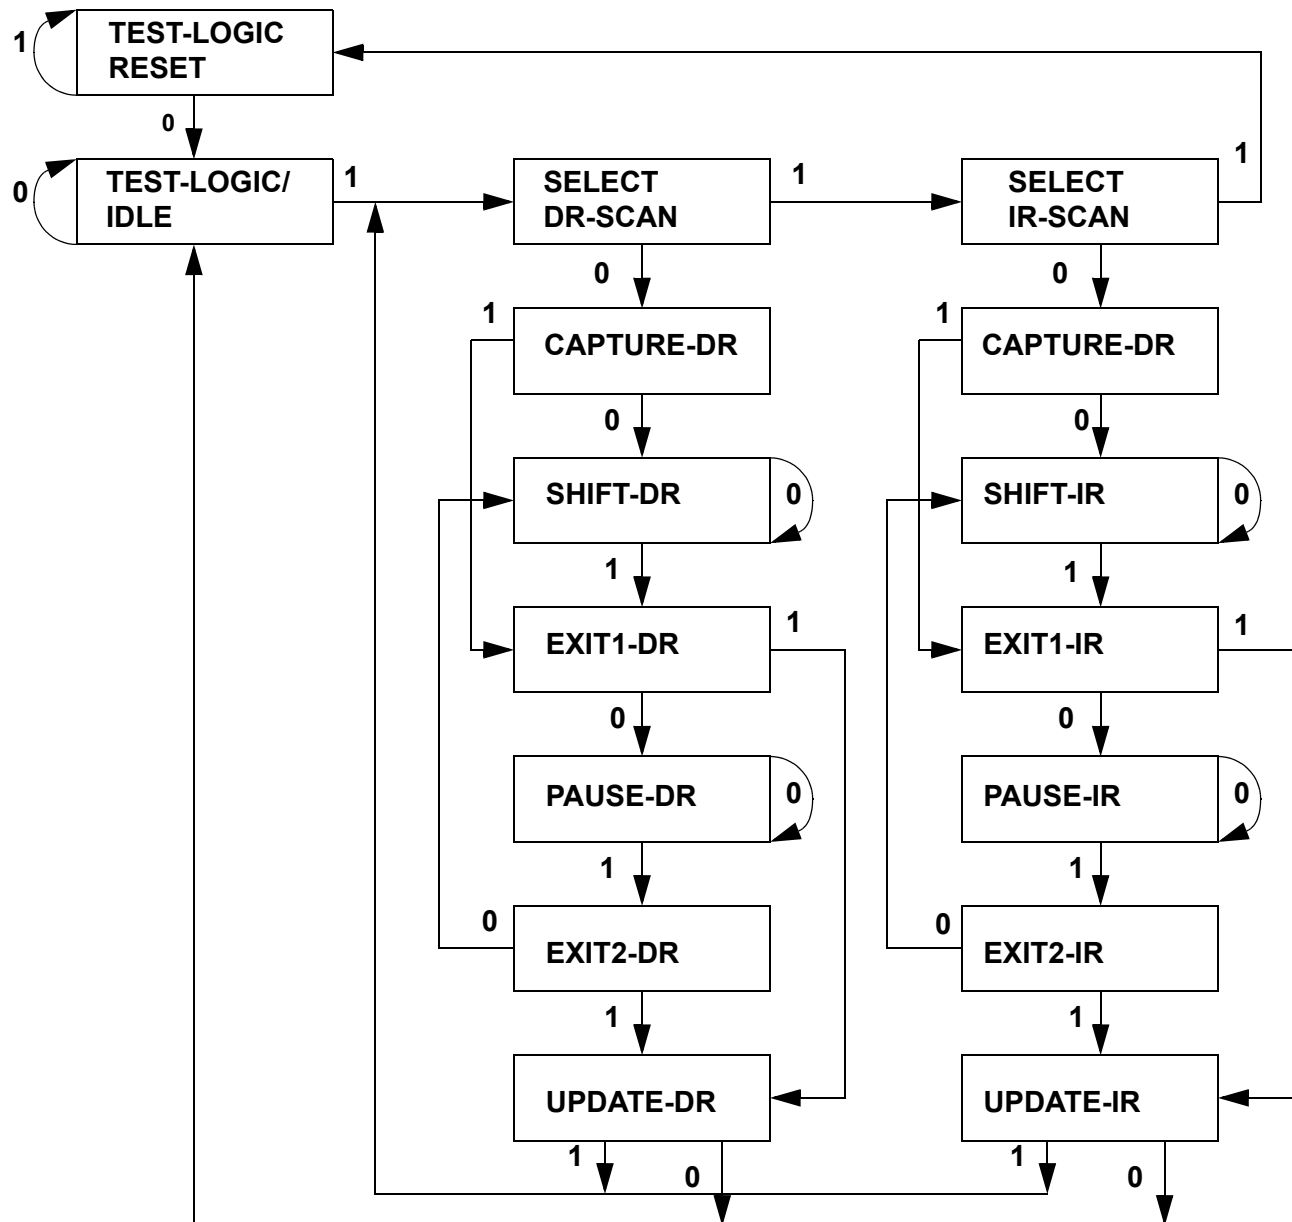 1
TEST-LOGIC
RESET
0
0
TEST-LOGIC/
IDLE
1
SELECT
DR-SCAN
1
SELECT
IR-SCAN
1
0
0
1
CAPTURE-DR
1
CAPTURE-DR
0
0
SHIFT-DR
0
SHIFT-IR
0
1
1
EXIT1-DR
1
EXIT1-IR
1
0
0
PAUSE-DR
0
PAUSE-IR
0
1
1
0
EXIT2-DR
0
EXIT2-IR
1
1
UPDATE-DR
UPDATE-IR
1
0
1
0